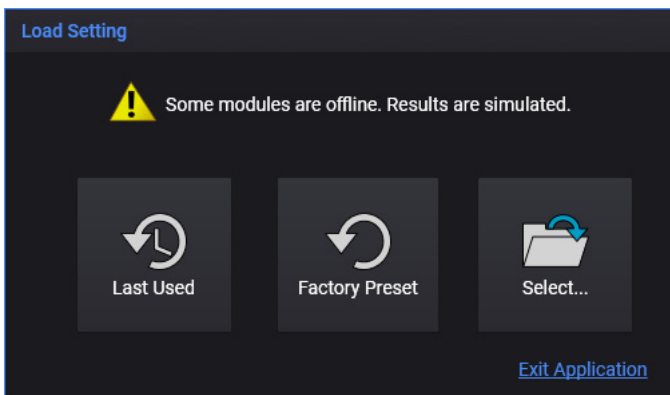 Load Setting
Some modules are offline. Results are simulated.
Last Used
Factory Preset
Select...
Exit Application